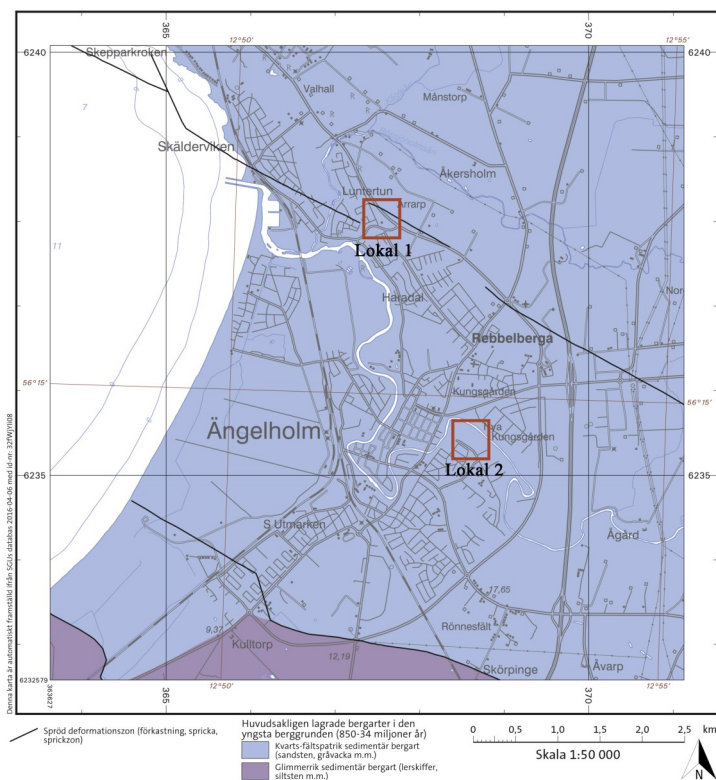 365
12°50'
370
12°55'
6240
Skepparkroken
6240
Valhall
Månstorp
7
Skälderviken
Åkersholm
Luntertun
Arrarp
11
Lokal 1
Haradal
Nor
Rebbelberga
56°15'
Kungsgården
56°15'
Ängelholm
Nya
Kungsgården
Lokal 2
6235
6235
S Utmarken
Ågård
17,65
Rönnesfält
9,37
Kulltorp
12,19
Skörpinge
Åvarp
6232579
363627
365
12°50'
370
12°55'
Denna karta är automatiskt framställd ifrån SGUs databas 2016-04-06 med id-nr: 32fWJYii08
Spröd deformationszon (förkastning, spricka,
sprickzon)
Huvudsakligen lagrade bergarter i den
yngsta berggrunden (850-34 miljoner år)
Kvarts-fältspatrik sedimentär bergart
(sandsten, gråvacka m.m.)
Glimmerrik sedimentär bergart (lerskiffer,
siltsten m.m.)
0 0,5 1,0 1,5 2,0 2,5 km
Skala 1:50 000
N